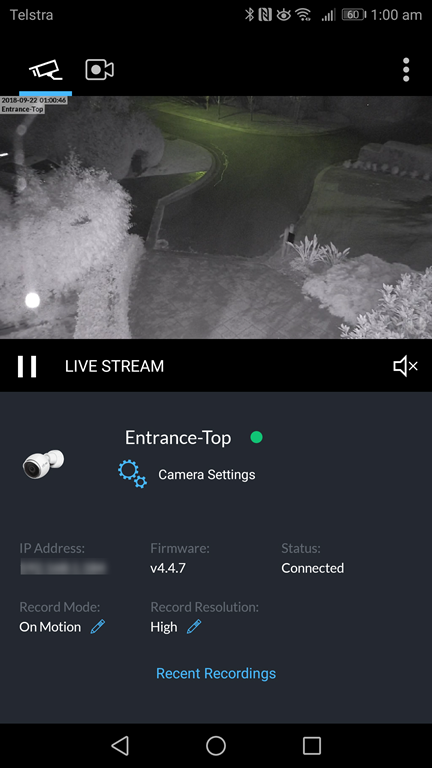 Telstra
60
1:00 am
2018-09-22 01:00:46
Entrance-Top
LIVE STREAM
Entrance-Top
Camera Settings
IP Address: Firmware: Status:
v4.4.7 Connected
Record Mode: Record Resolution:
On Motion High
Recent Recordings